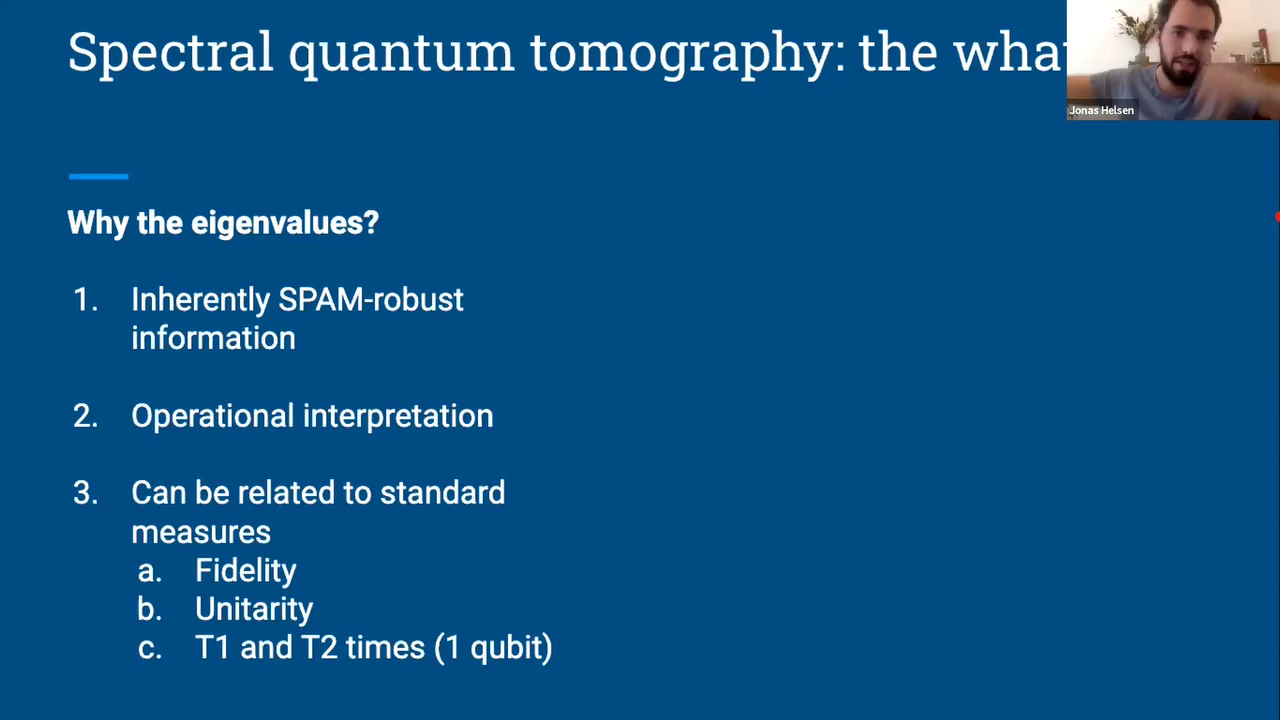 Spectral quantum tomography: the wha
Jonas Helsen
Why the eigenvalues?
1. Inherently SPAM-robust
information
2. Operational interpretation
3. Can be related to standard
measures
a. Fidelity
b. Unitarity
c. T1 and T2 times (1 qubit)